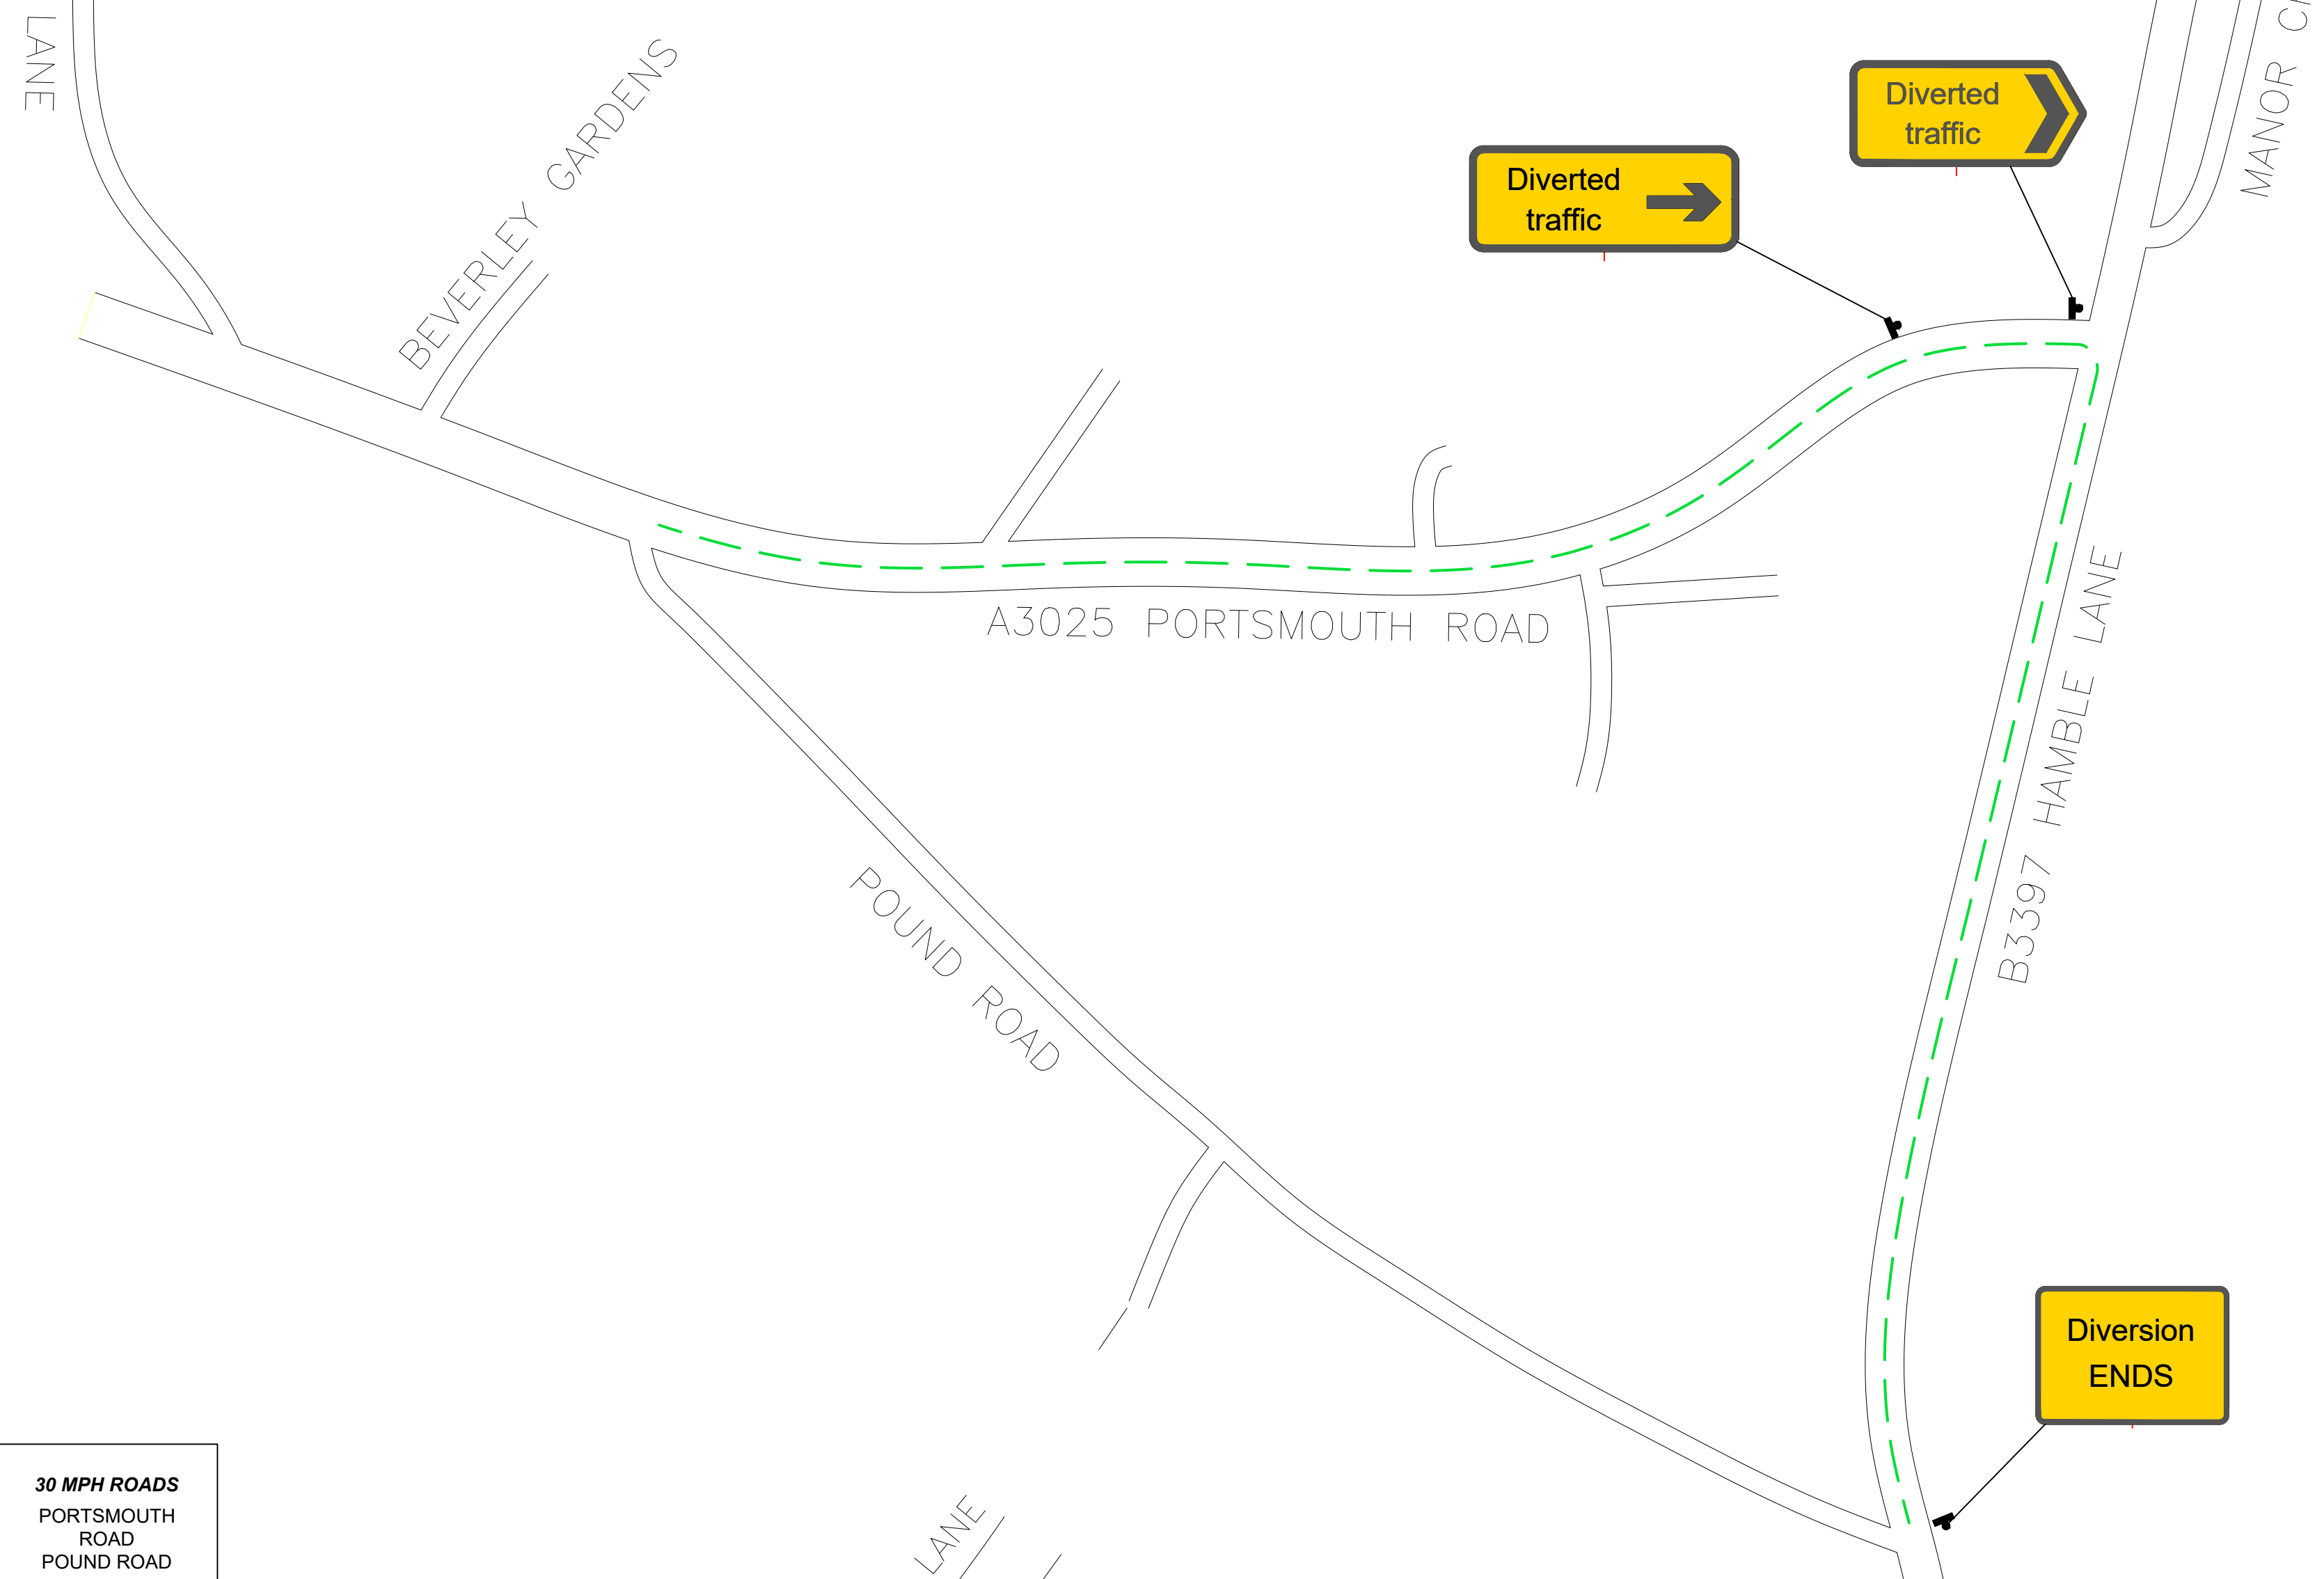 LANE
BEVERLEY GARDENS
Diverted
traffic
Diverted
traffic
MANOR
A3025 PORTSMOUTH ROAD
B3397 HAMBLE LANE
POUND ROAD
Diversion
ENDS
LANE
30 MPH ROADS
PORTSMOUTH
ROAD
POUND ROAD